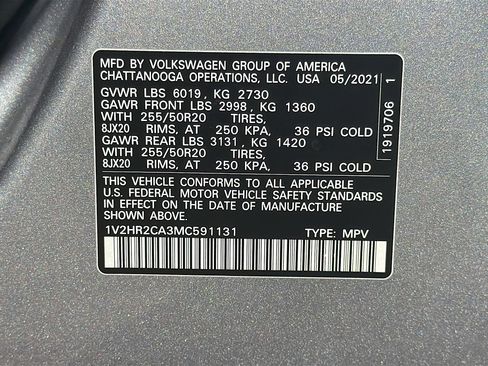 MFD BY VOLKSWAGEN GROUP OF AMERICA
CHATTANOOGA OPERATIONS, LLC. USA 05/2021
GVWR LBS 6019, KG 2730
GAWR FRONT LBS 2998, KG 1360
WITH 255/50R20 TIRES,
8JX20 RIMS, AT 250 KPA, 36 PSI COLD
GAWR REAR LBS 3131, KG 1420
WITH 255/50R20 TIRES,
8JX20 RIMS, AT 250 KPA, 36 PSI COLD
THIS VEHICLE CONFORMS TO ALL APPLICABLE
U.S. FEDERAL MOTOR VEHICLE SAFETY STANDARDS
IN EFFECT ON THE DATE OF MANUFACTURE
SHOWN ABOVE
1V2HR2CA3MC591131 TYPE: MPV
1919706 1